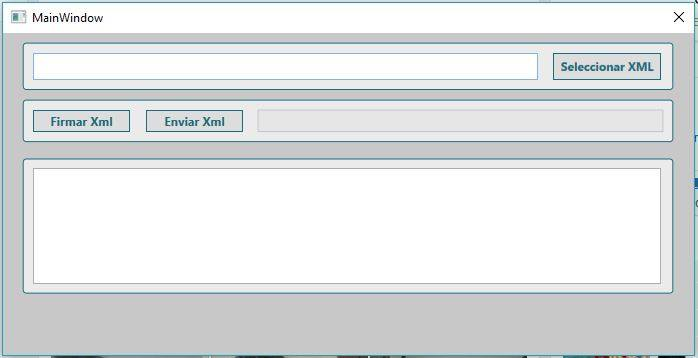 MainWindow
Seleccionar XML
Firmar Xml
Enviar Xml